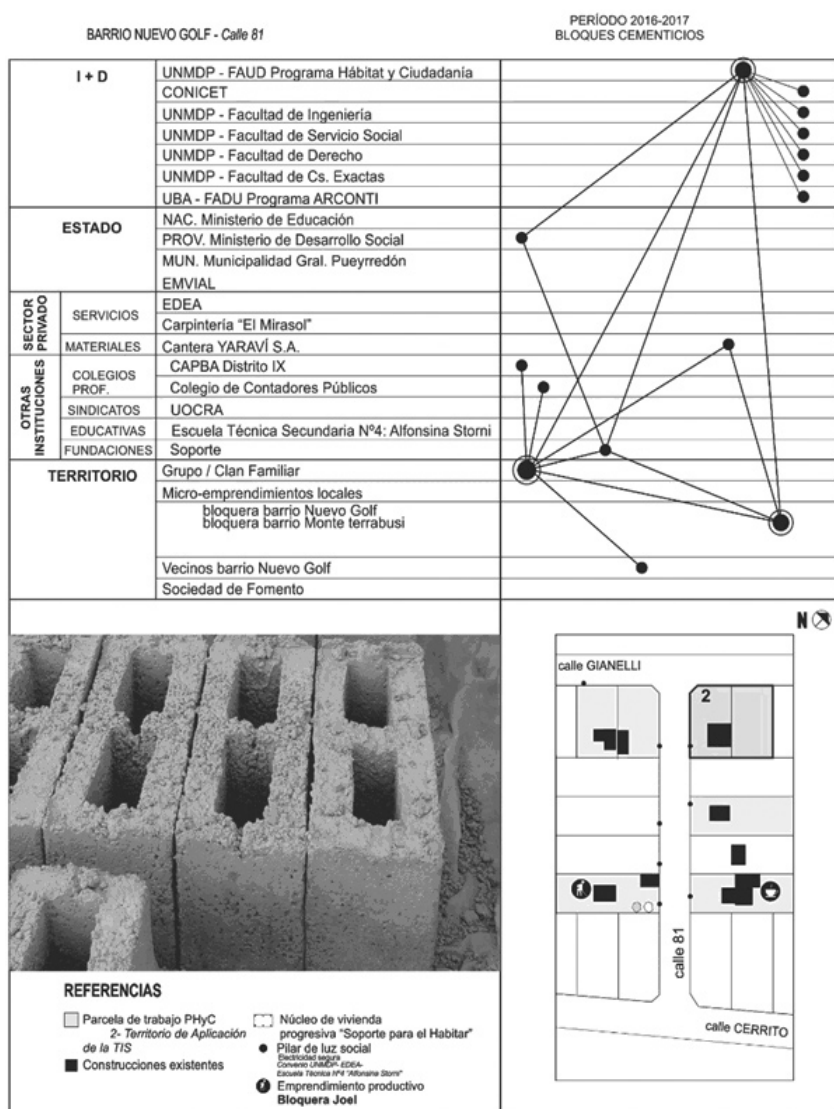 BARRIO NUEVO GOLF - Calle 81
PERÍODO 2016-2017
BLOQUES CEMENTICIOS
I + D
UNMDP - FAUD Programa Hábitat y Ciudadanía
CONICET
UNMDP - Facultad de Ingeniería
UNMDP - Facultad de Servicio Social
UNMDP - Facultad de Derecho
UNMDP - Facultad de Cs. Exactas
UBA - FADU Programa ARCONTI
ESTADO
NAC. Ministerio de Educación
PROV. Ministerio de Desarrollo Social
MUN. Municipalidad Gral. Pueyrredón
EMVIAL
SECTOR
PRIVADO
SERVICIOS
EDEA
Carpintería "El Mirasol"
MATERIALES
Cantera YARAVÍ S.A.
OTRAS
INSTITUCIONES
COLEGIOS
PROF.
CAPBA Distrito IX
Colegio de Contadores Públicos
SINDICATOS
UOCRA
EDUCATIVAS
Escuela Técnica Secundaria Nº4: Alfonsina Storni
FUNDACIONES
Soporte
TERRITORIO
Grupo / Clan Familiar
Micro-emprendimientos locales
bloquera barrio Nuevo Golf
bloquera barrio Monte terrabusi
Vecinos barrio Nuevo Golf
Sociedad de Fomento
N
calle GIANELLI
2
calle 81
calle CERRITO
REFERENCIAS
Parcela de trabajo PHyC
2- Territorio de Aplicación
de la TIS
Construcciones existentes
Núcleo de vivienda
progresiva "Soporte para el Habitar"
Pilar de luz social
Electricidad segura
Convenio UNMDP- EDEA-
Escuela Técnica Nº4 "Alfonsina Storni"
Emprendimiento productivo
Bloquera Joel